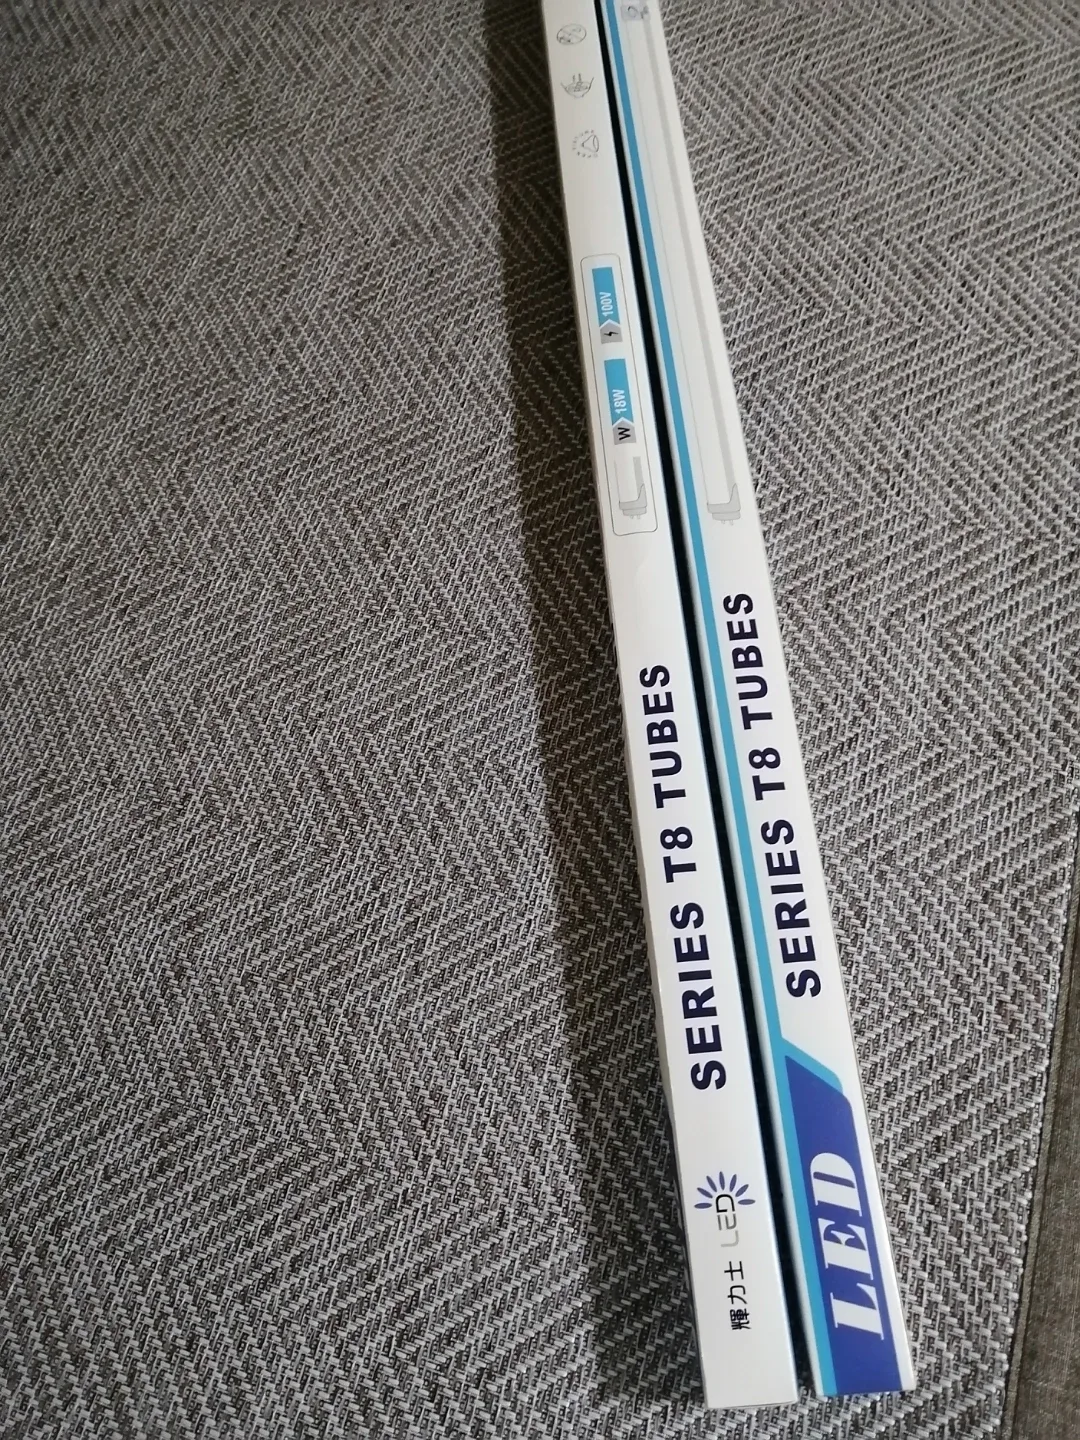 輝力士 LED
SERIES T8 TUBES
W 18W
100V
LED
SERIES T8 TUBES